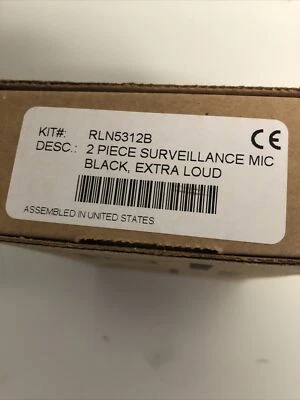 KIT#: RLN5312B
DESC.: 2 PIECE SURVEILLANCE MIC
BLACK, EXTRA LOUD
CE
ASSEMBLED IN UNITED STATES